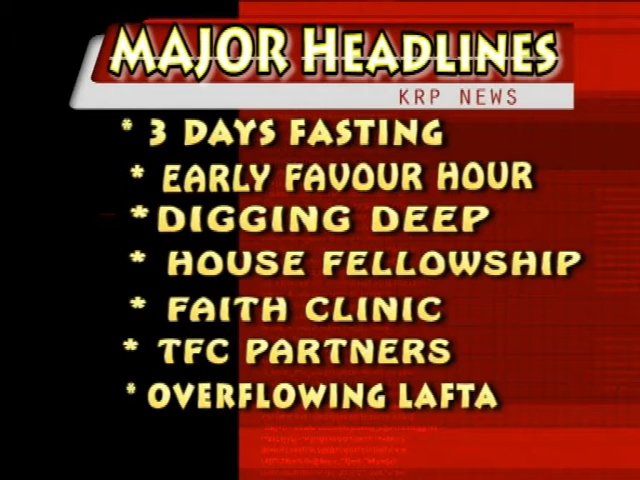 MAJOR HEADLINES
KRP NEWS
* 3 DAYS FASTING
* EARLY FAVOUR HOUR
*DIGGING DEEP
* HOUSE FELLOWSHIP
* FAITH CLINIC
* TFC PARTNERS
* OVERFLOWING LAFTA